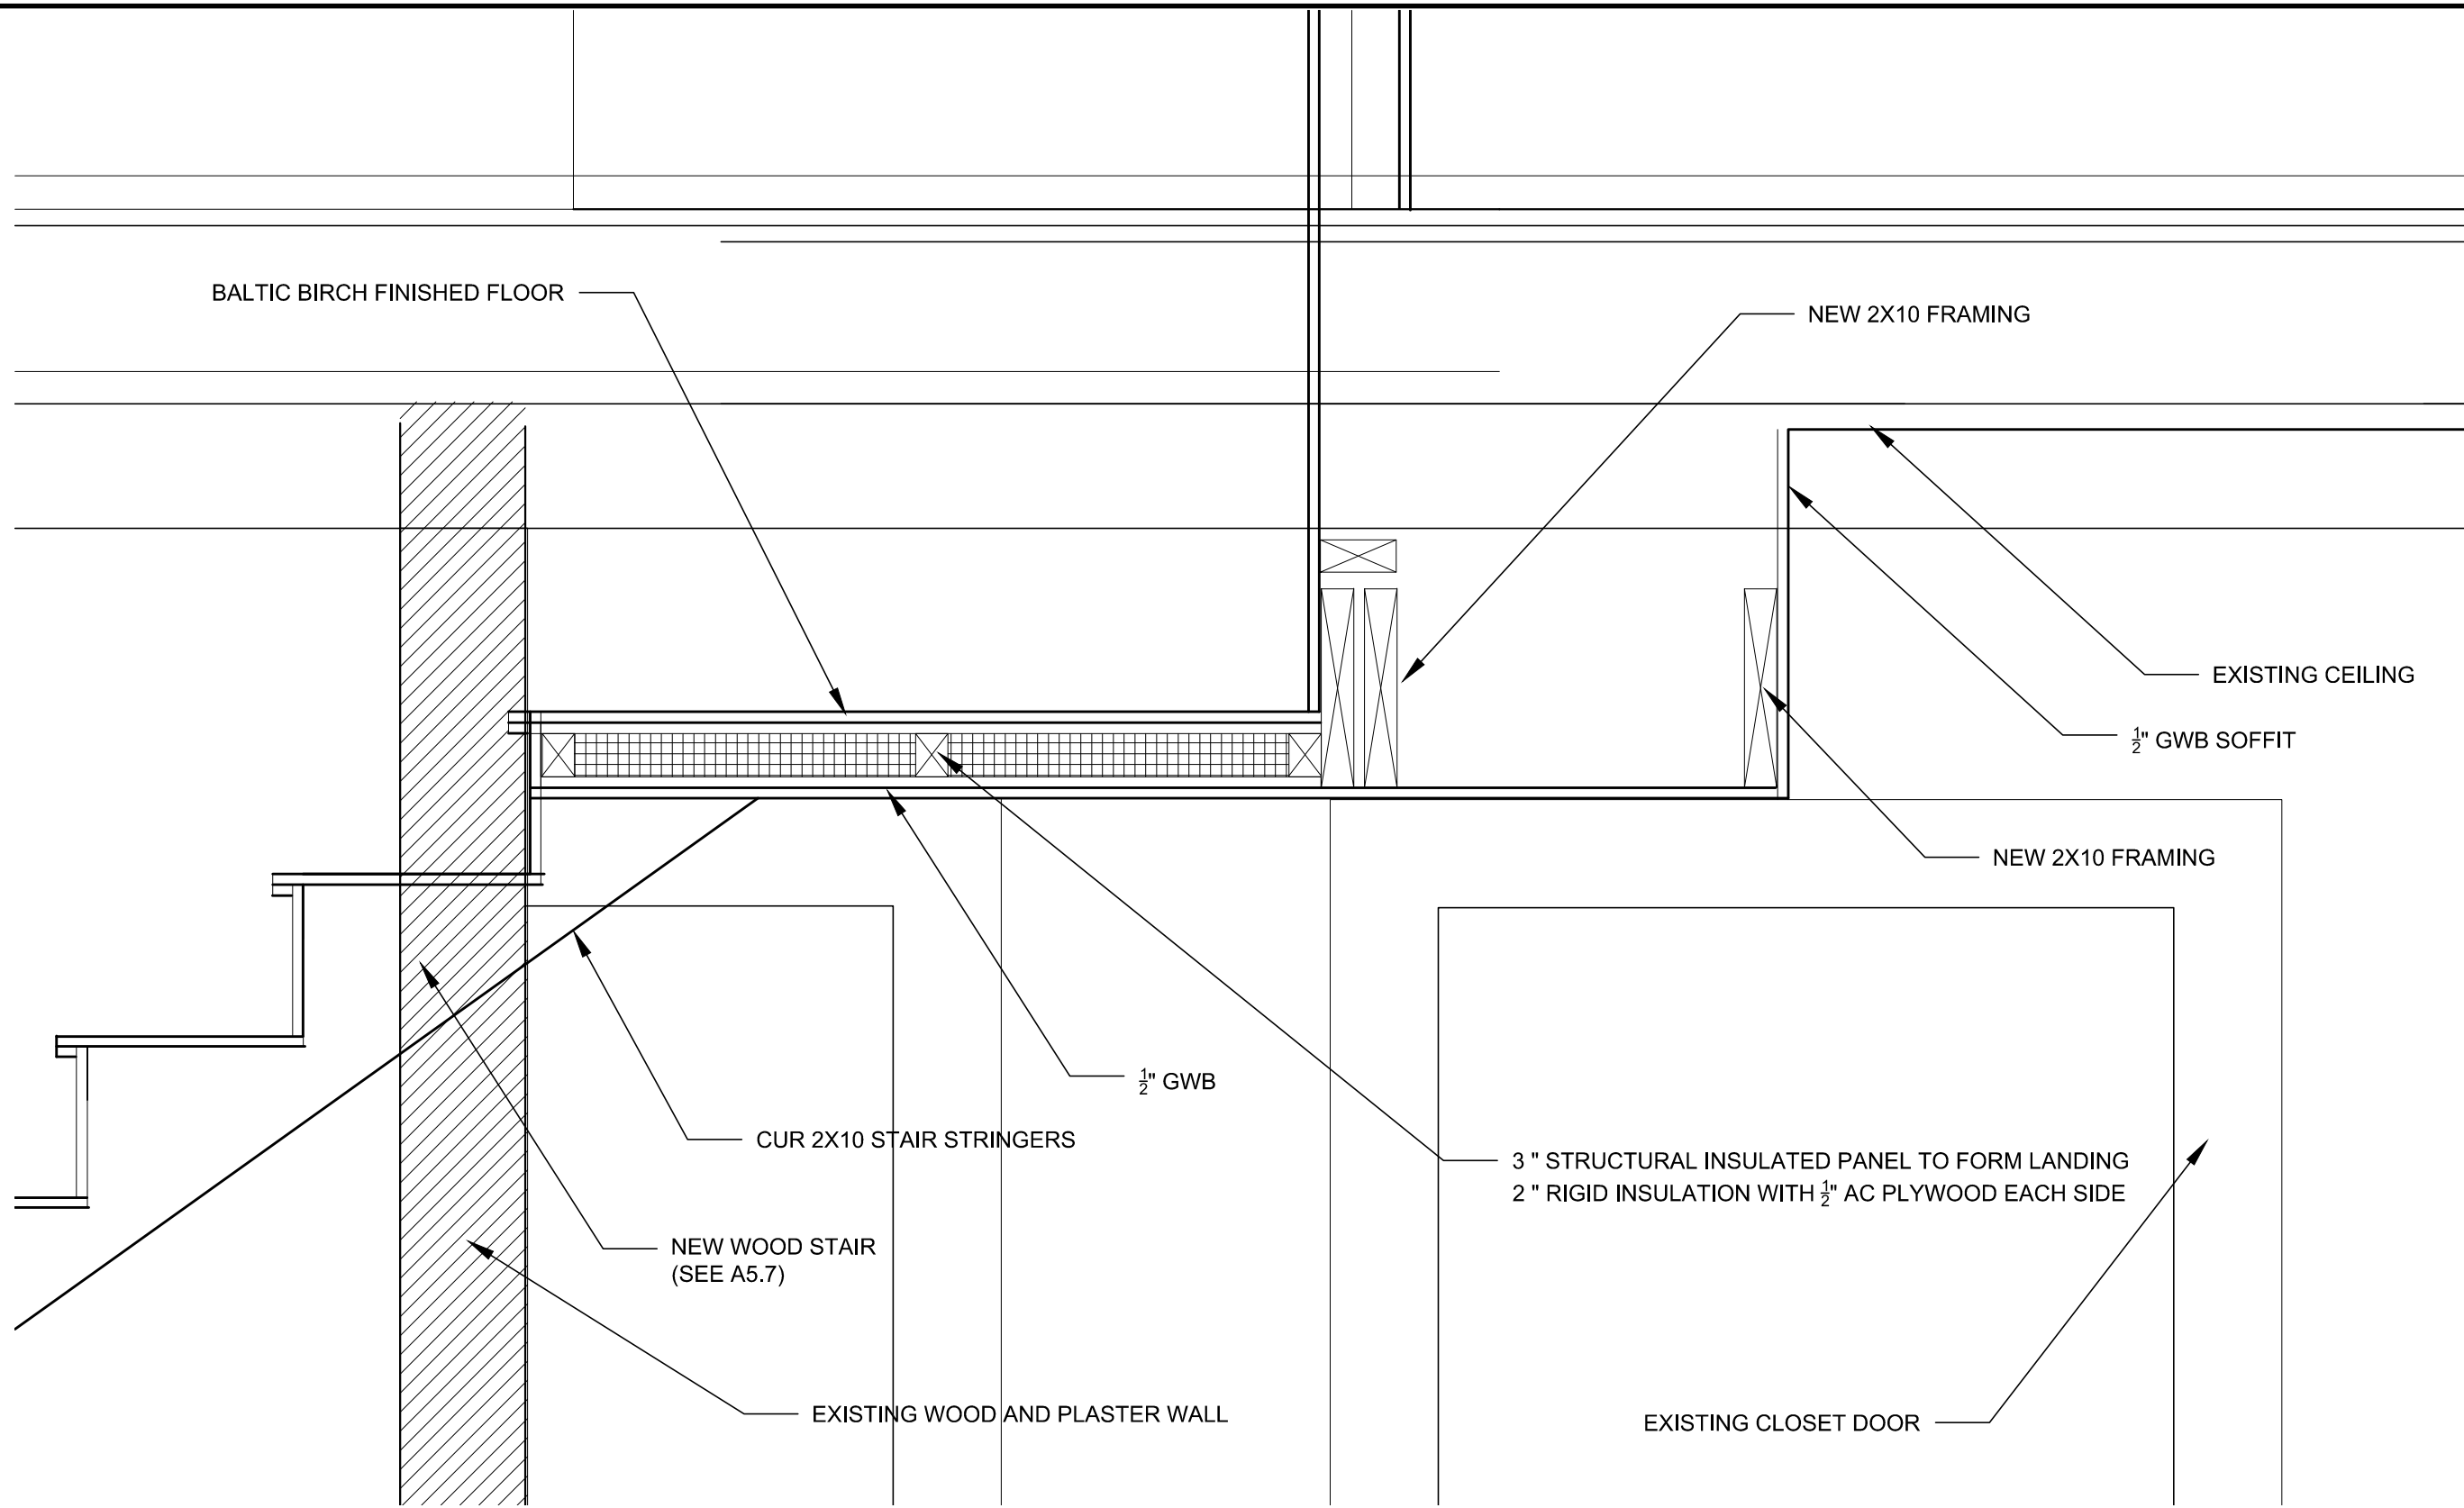 BALTIC BIRCH FINISHED FLOOR
NEW 2X10 FRAMING
EXISTING CEILING
½" GWB SOFFIT
NEW 2X10 FRAMING
½" GWB
CUR 2X10 STAIR STRINGERS
3 " STRUCTURAL INSULATED PANEL TO FORM LANDING
2 " RIGID INSULATION WITH ½" AC PLYWOOD EACH SIDE
NEW WOOD STAIR
(SEE A5.7)
EXISTING WOOD AND PLASTER WALL
EXISTING CLOSET DOOR